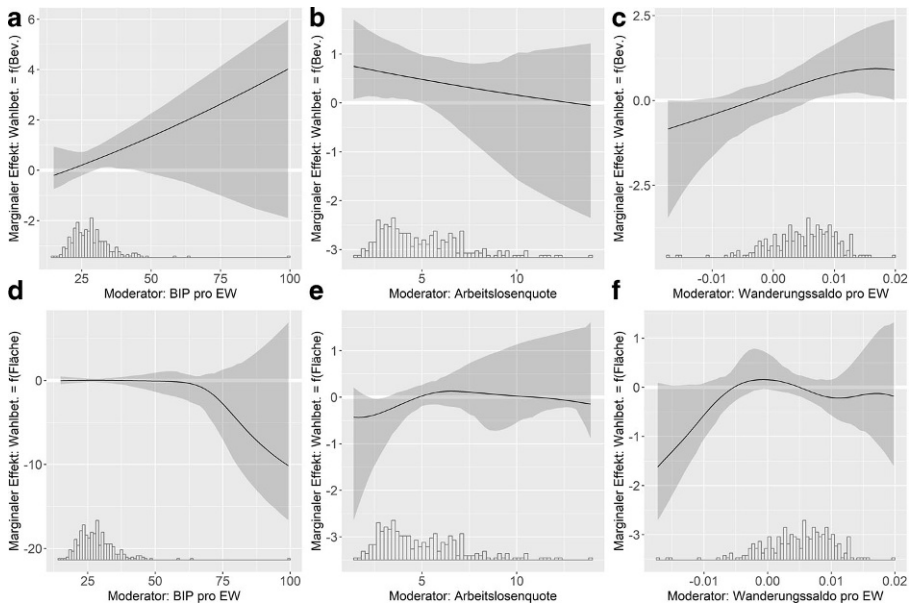 a
Marginaler Effekt: Wahlbet. = f(Bev.)
6
4
2
0
-2
25
50
75
100
Moderator: BIP pro EW
b
Marginaler Effekt: Wahlbet. = f(Bev.)
1
0
-1
-2
-3
5
10
Moderator: Arbeitslosenquote
c
Marginaler Effekt: Wahlbet. = f(Bev.)
2.5
0.0
-2.5
-0.01
0.00
0.01
0.02
Moderator: Wanderungssaldo pro EW
d
Marginaler Effekt: Wahlbet. = f(Fläche)
0
-10
-20
25
50
75
100
Moderator: BIP pro EW
e
Marginaler Effekt: Wahlbet. = f(Fläche)
1
0
-1
-2
-3
5
10
Moderator: Arbeitslosenquote
f
Marginaler Effekt: Wahlbet. = f(Fläche)
1
0
-1
-2
-3
-0.01
0.00
0.01
0.02
Moderator: Wanderungssaldo pro EW